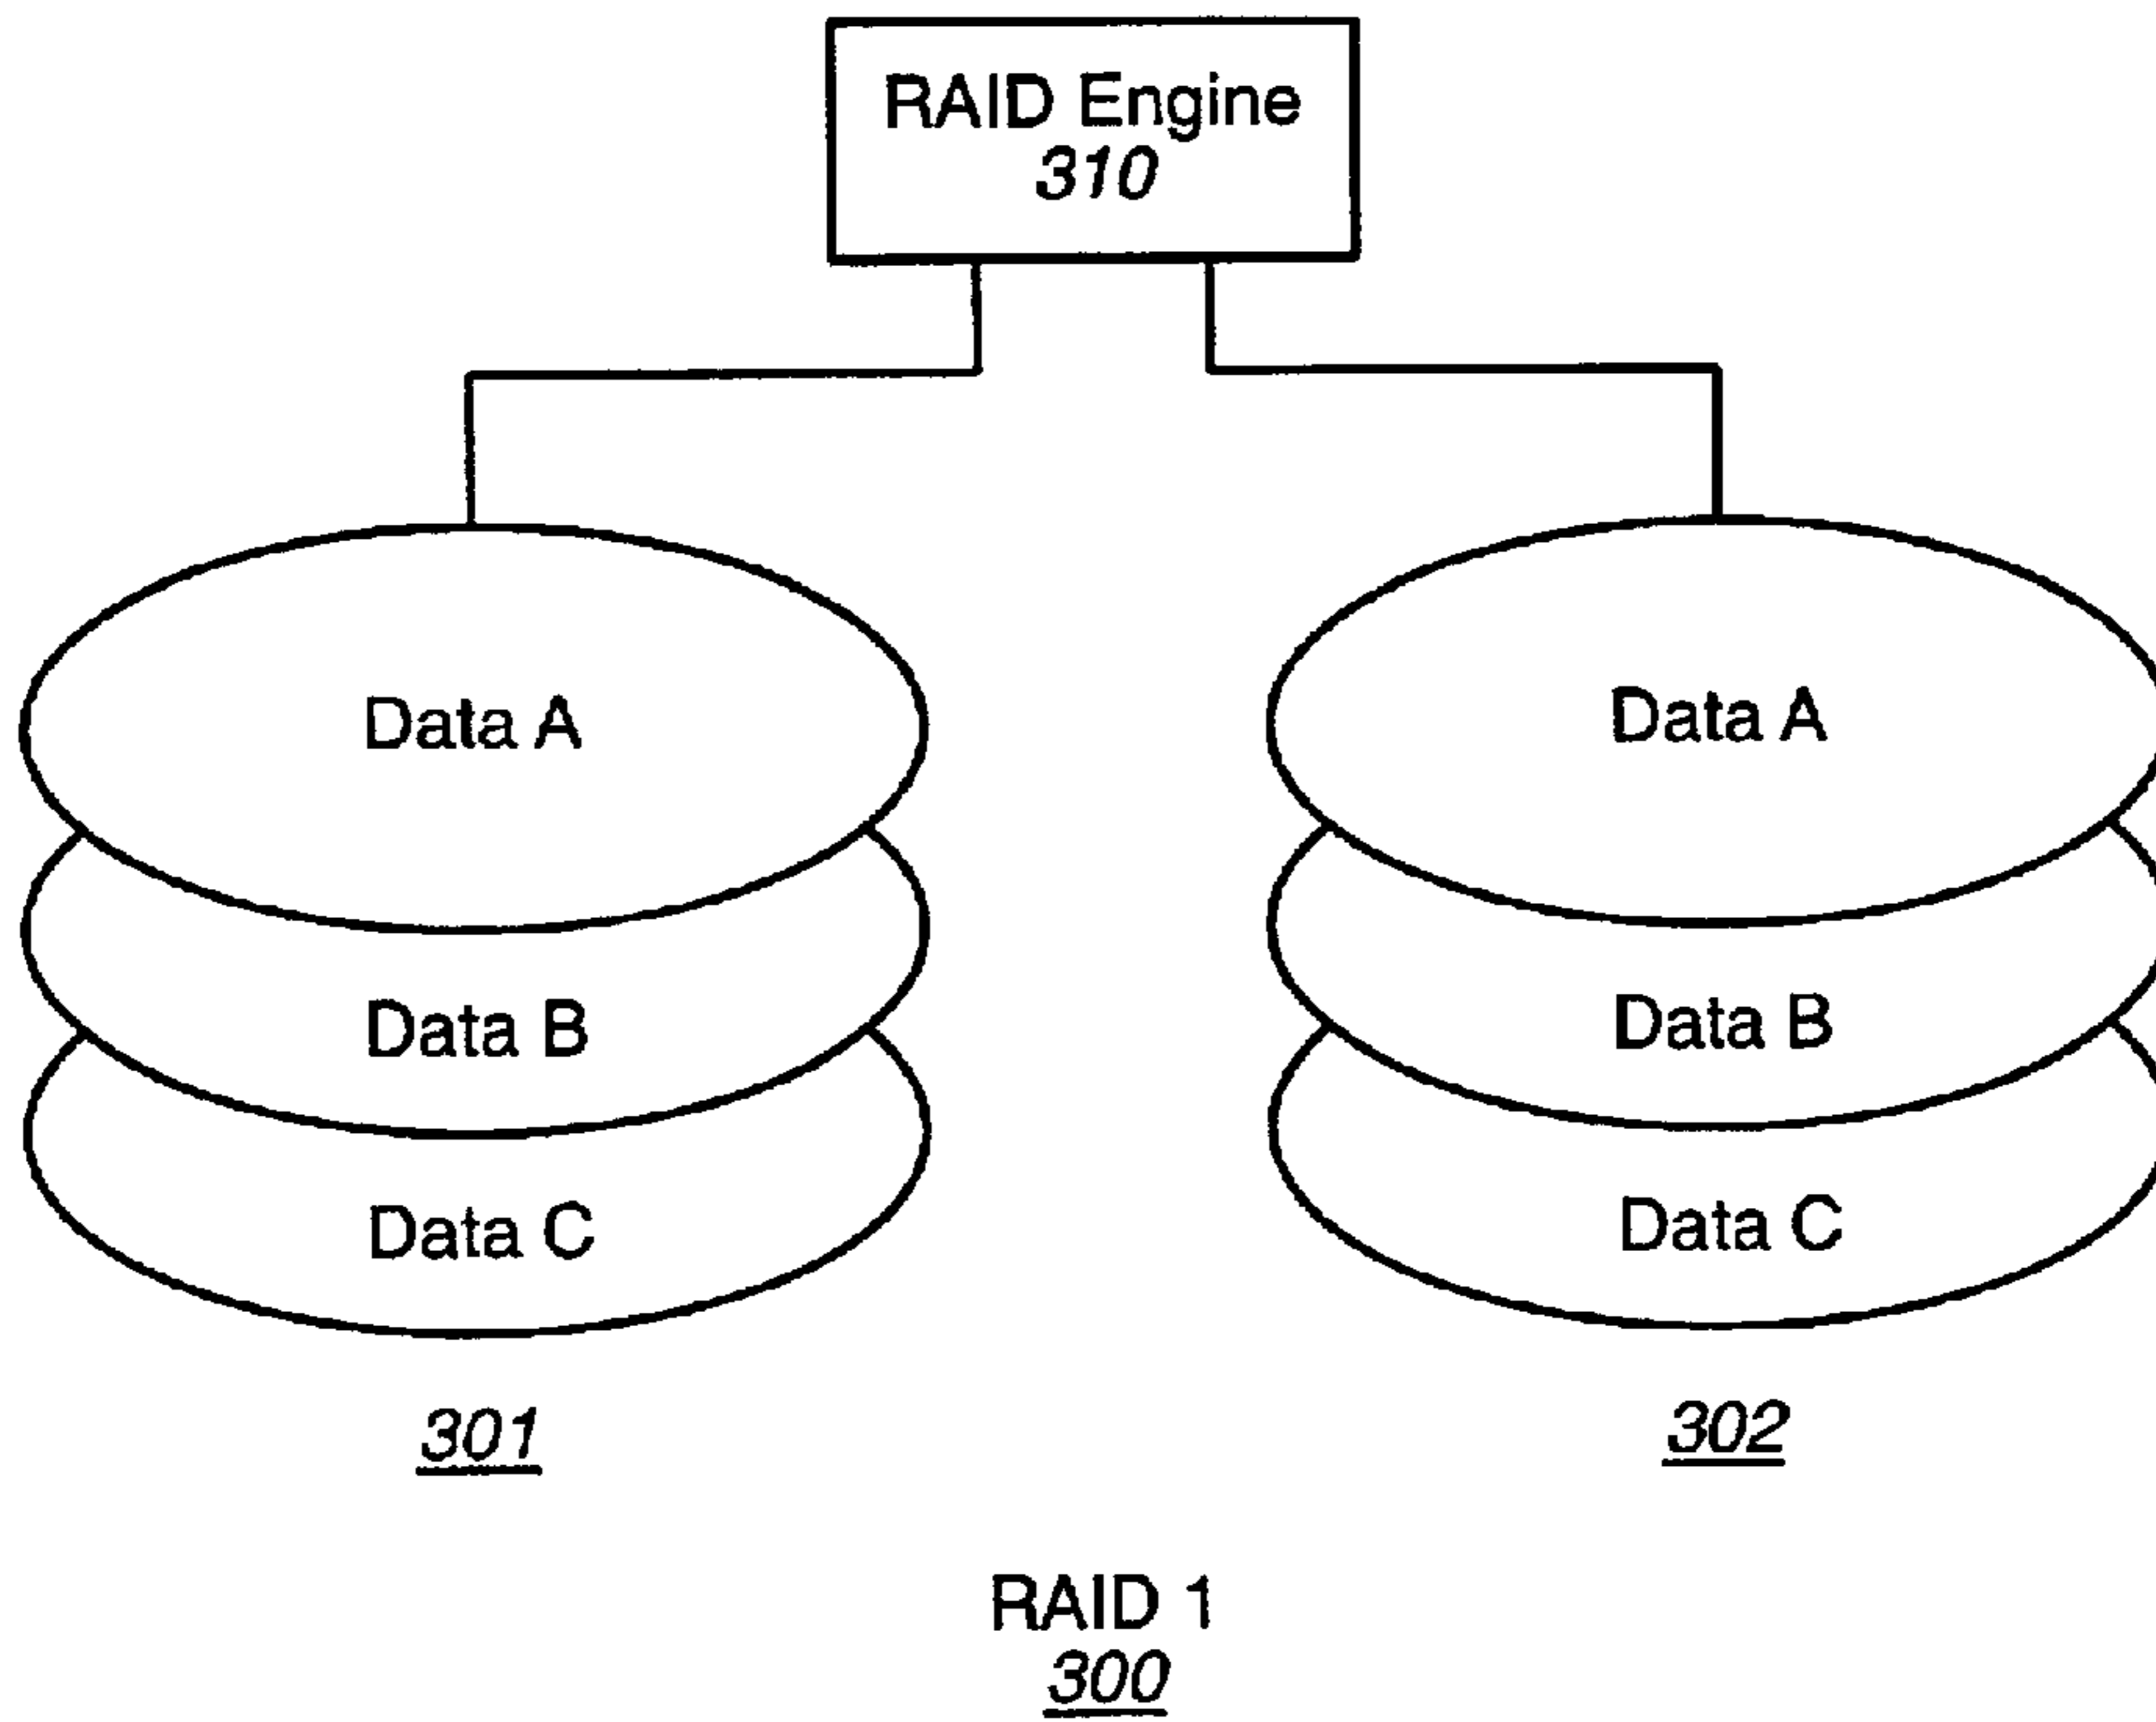 RAID Engine
310
Data A
Data B
Data C
301
Data A
Data B
Data C
302
RAID 1
300